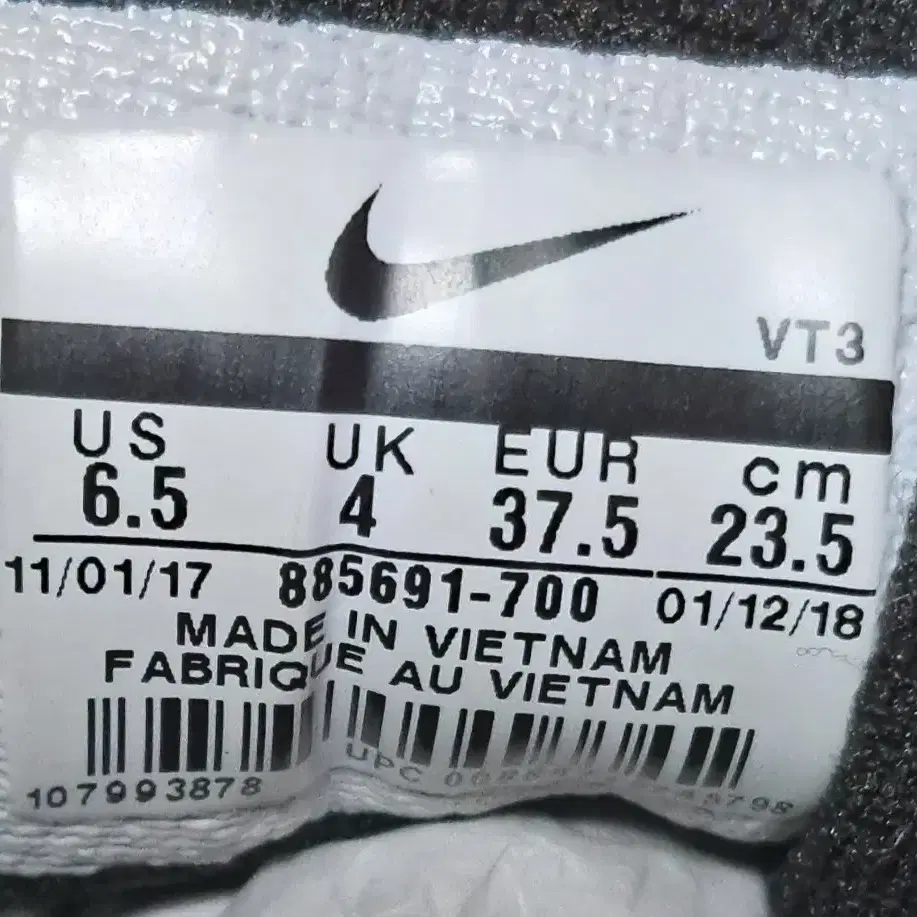 VT3
US UK EUR cm
6.5 4 37.5 23.5
11/01/17 885691-700 01/12/18
MADE IN VIETNAM
FABRIQUE AU VIETNAM
UPC
107993878